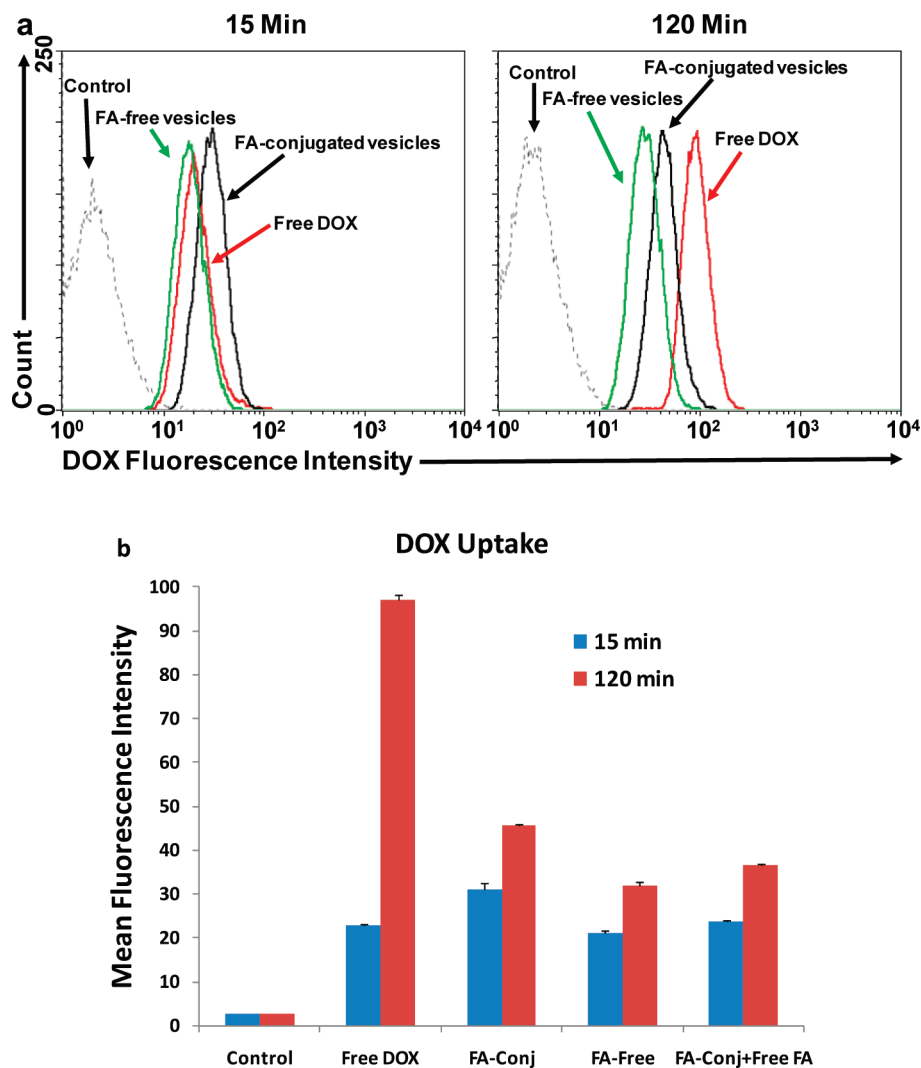 a
15 Min
120 Min
250
Control
FA-free vesicles
FA-conjugated vesicles
Free DOX
Count
0
10⁰ 10¹ 10² 10³ 10⁴
Control
FA-conjugated vesicles
FA-free vesicles
Free DOX
10⁰ 10¹ 10² 10³ 10⁴
DOX Fluorescence Intensity
b
DOX Uptake
Mean Fluorescence Intensity
100
90
80
70
60
50
40
30
20
10
0
15 min
120 min
Control Free DOX FA-Conj FA-Free FA-Conj+Free FA